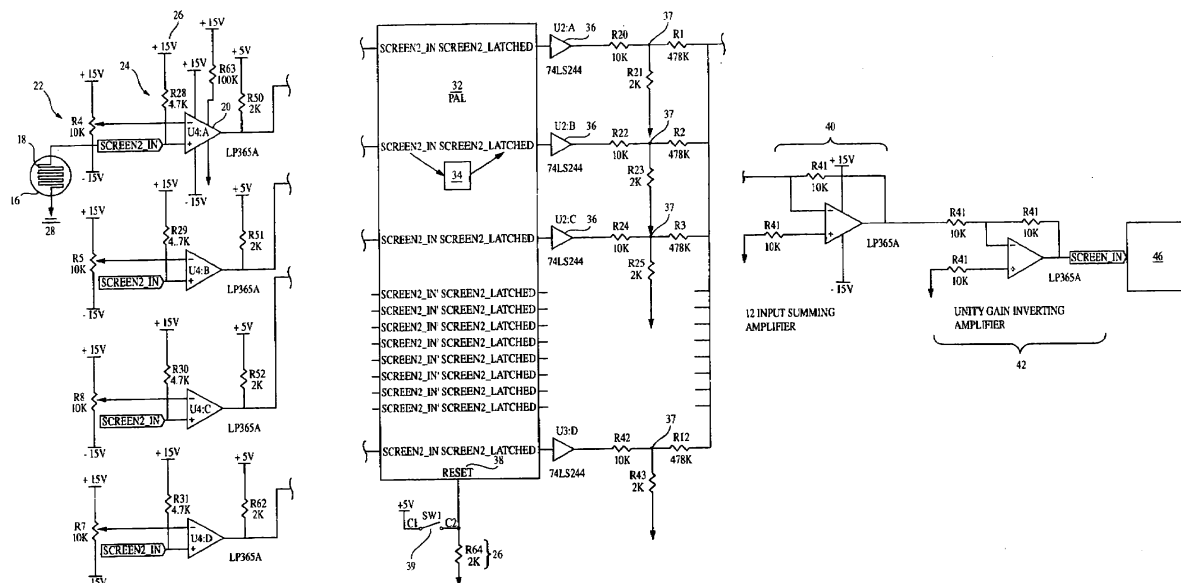 26
+15V
+5V
+15V
24
+15V
+15V
R63
100K
22
R28
4.7K
20
R50
2K
R4
10K
U4:A
18
SCREEN2_IN
LP365A
-15V
-15V
16
28
+15V
+15V
+5V
R29
4..7K
R51
2K
R5
10K
U4:B
SCREEN2_IN
LP365A
-15V
+15V
+15V
+5V
R30
4.7K
R52
2K
R8
10K
U4:C
SCREEN2_IN
LP365A
-15V
+15V
+15V
+5V
R31
4.7K
R62
2K
R7
10K
U4:D
SCREEN2_IN
LP365A
15V
SCREEN2_IN SCREEN2_LATCHED
32
PAL
SCREEN2_IN SCREEN2_LATCHED
34
SCREEN2_IN SCREEN2_LATCHED
SCREEN2_IN' SCREEN2_LATCHED
SCREEN2_IN' SCREEN2_LATCHED
SCREEN2_IN' SCREEN2_LATCHED
SCREEN2_IN' SCREEN2_LATCHED
SCREEN2_IN' SCREEN2_LATCHED
SCREEN2_IN' SCREEN2_LATCHED
SCREEN2_IN' SCREEN2_LATCHED
SCREEN2_IN SCREEN2_LATCHED
38
RESET
+5V
SW1
C1
C2
39
R64
2K
26
U2:A
36
74LS244
R20
10K
37
R1
478K
R21
2K
U2:B
36
74LS244
R22
10K
37
R2
478K
R23
2K
U2:C
36
74LS244
R24
10K
37
R3
478K
R25
2K
U3:D
74LS244
R42
10K
37
R12
478K
R43
2K
40
R41
10K
+15V
R41
10K
LP365A
-15V
12 INPUT SUMMING
AMPLIFIER
R41
10K
R41
10K
R41
10K
LP365A
SCREEN_IN
46
UNITY GAIN INVERTING
AMPLIFIER
42